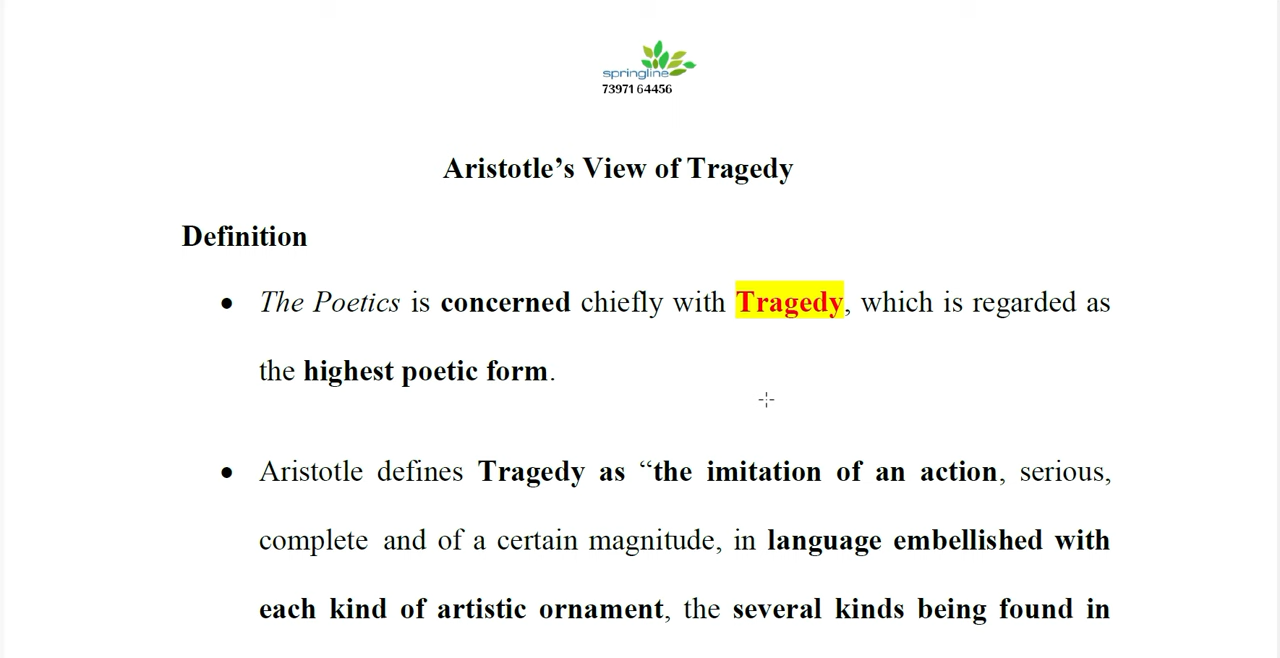 springline
7397164456
Aristotle’s View of Tragedy
Definition
• The Poetics is concerned chiefly with Tragedy, which is regarded as
the highest poetic form.
• Aristotle defines Tragedy as “the imitation of an action, serious,
complete and of a certain magnitude, in language embellished with
each kind of artistic ornament, the several kinds being found in